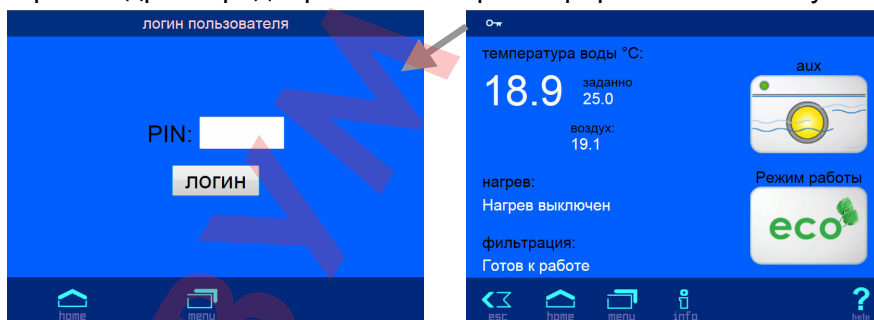 логин пользователя
PIN:
ЛОГИН
home
menu
температура воды °C:
18.9
заданно
25.0
воздух:
19.1
aux
нагрев:
Нагрев выключен
Режим работы
eco
фильтрация:
Готов к работе
esc
home
menu
info
?
help